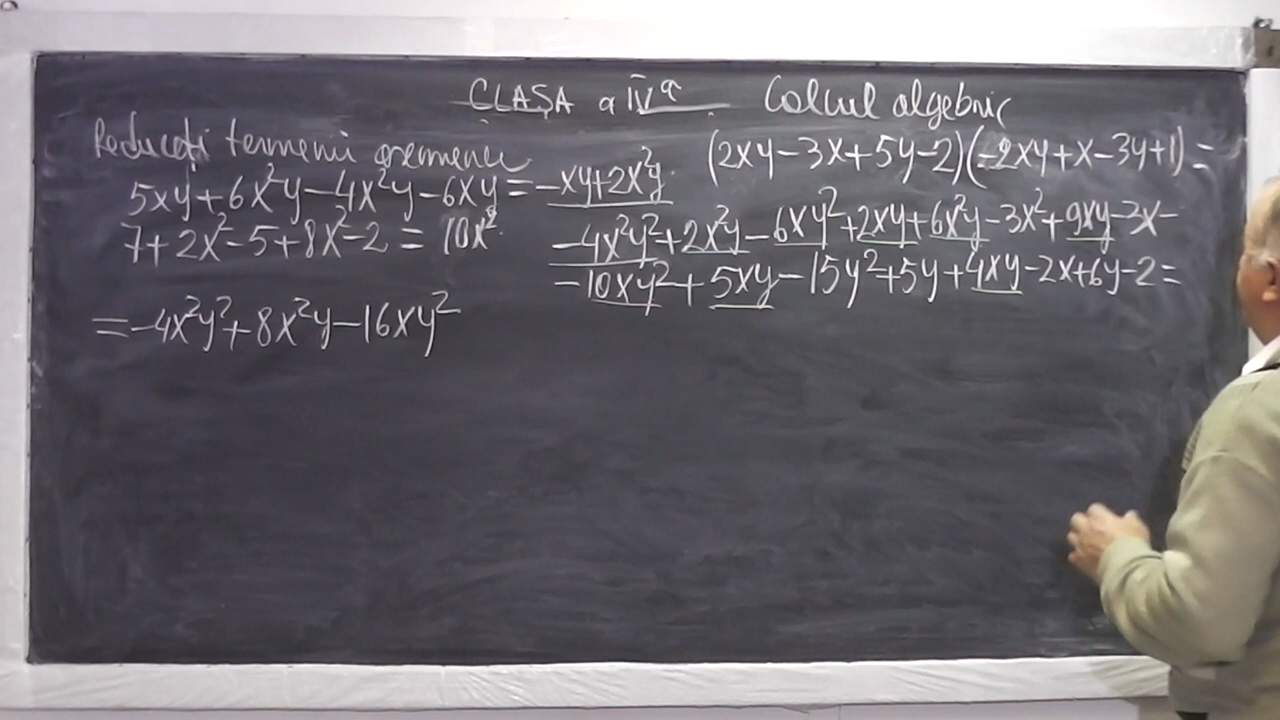 CLASA a IVª Calcul algebric
Reduceți termenii asemenea
5xy+6x²y-4x²y-6xy=-xy+2x²y.
7+2x²-5+8x²-2=10x².
(2xy-3x+5y-2)(-2xy+x-3y+1)=
-4x²y²+2x²y-6xy²+2xy+6x²y-3x²+9xy-3x-
-10xy²+5xy-15y²+5y+4xy-2x+6y-2=
=-4x²y²+8x²y-16xy²